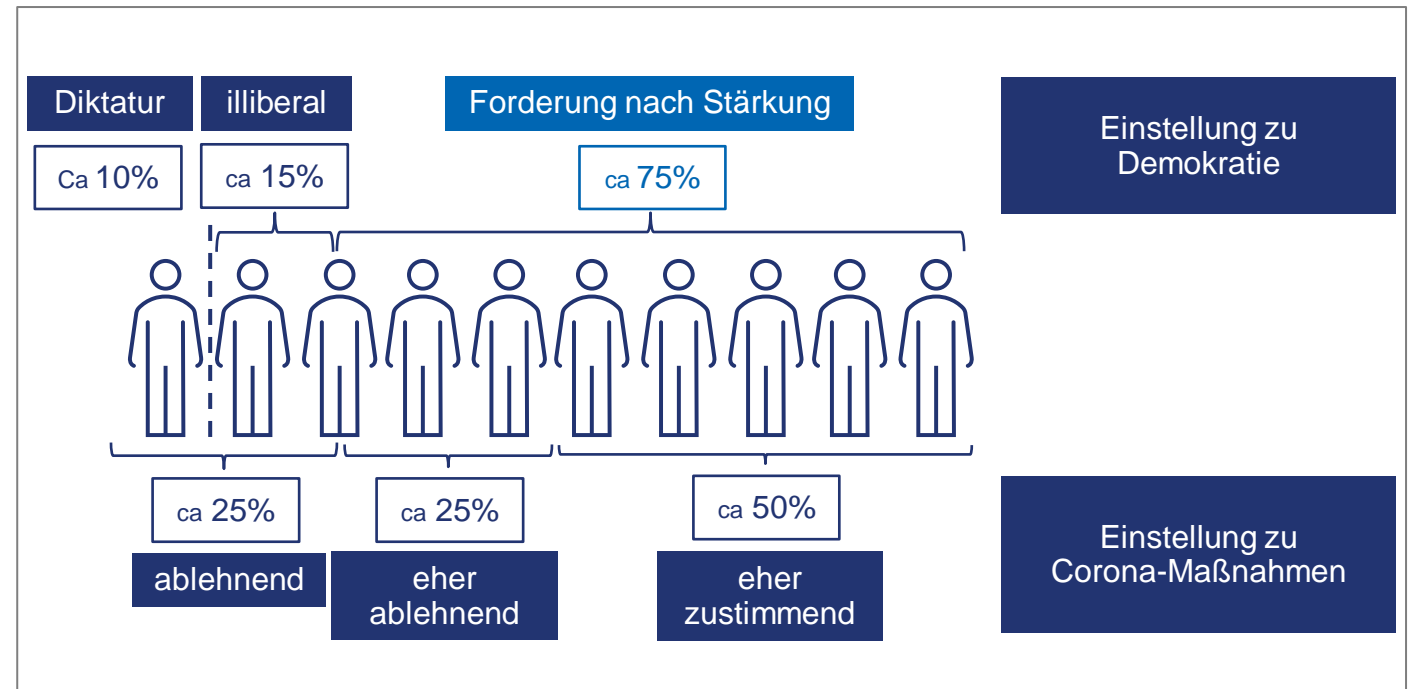 Diktatur
illiberal
Forderung nach Stärkung
Einstellung zu
Demokratie
Ca 10%
ca 15%
ca 75%
ca 25%
ca 25%
ca 50%
ablehnend
eher
ablehnend
eher
zustimmend
Einstellung zu
Corona-Maßnahmen